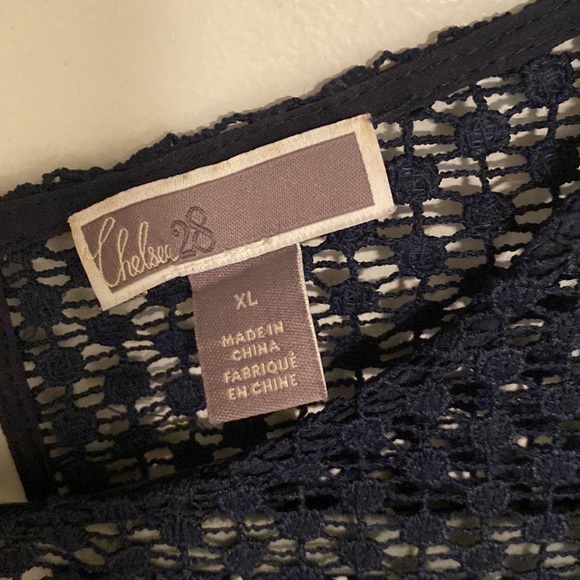 Chelsea28
XL
MADE IN
CHINA
FABRIQUÉ
EN CHINE